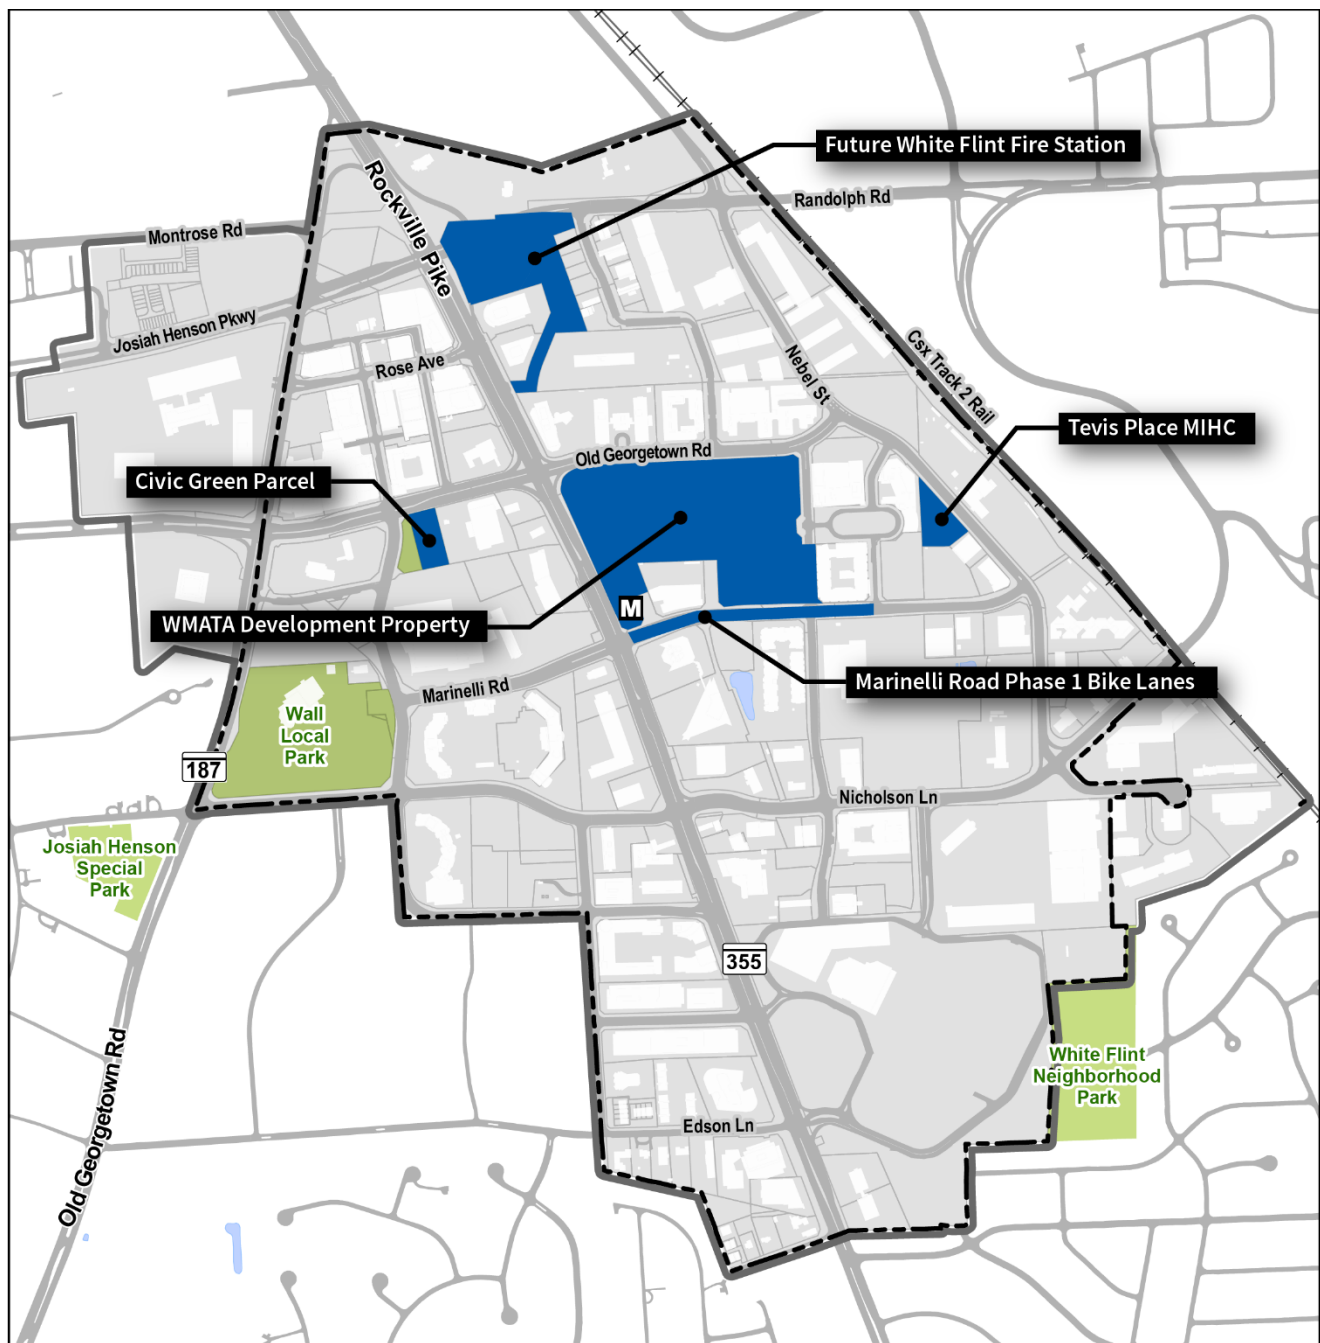 Future White Flint Fire Station
Randolph Rd
Montrose Rd
Rockville Pike
Josiah Henson Pkwy
Rose Ave
Nebel St
Csx Track 2 Rail
Tevis Place MIHC
Old Georgetown Rd
Civic Green Parcel
M
WMATA Development Property
Marinelli Road Phase 1 Bike Lanes
Marinelli Rd
Wall
Local
Park
187
Nicholson Ln
Josiah Henson
Special
Park
355
White Flint
Neighborhood
Park
Old Georgetown Rd
Edson Ln